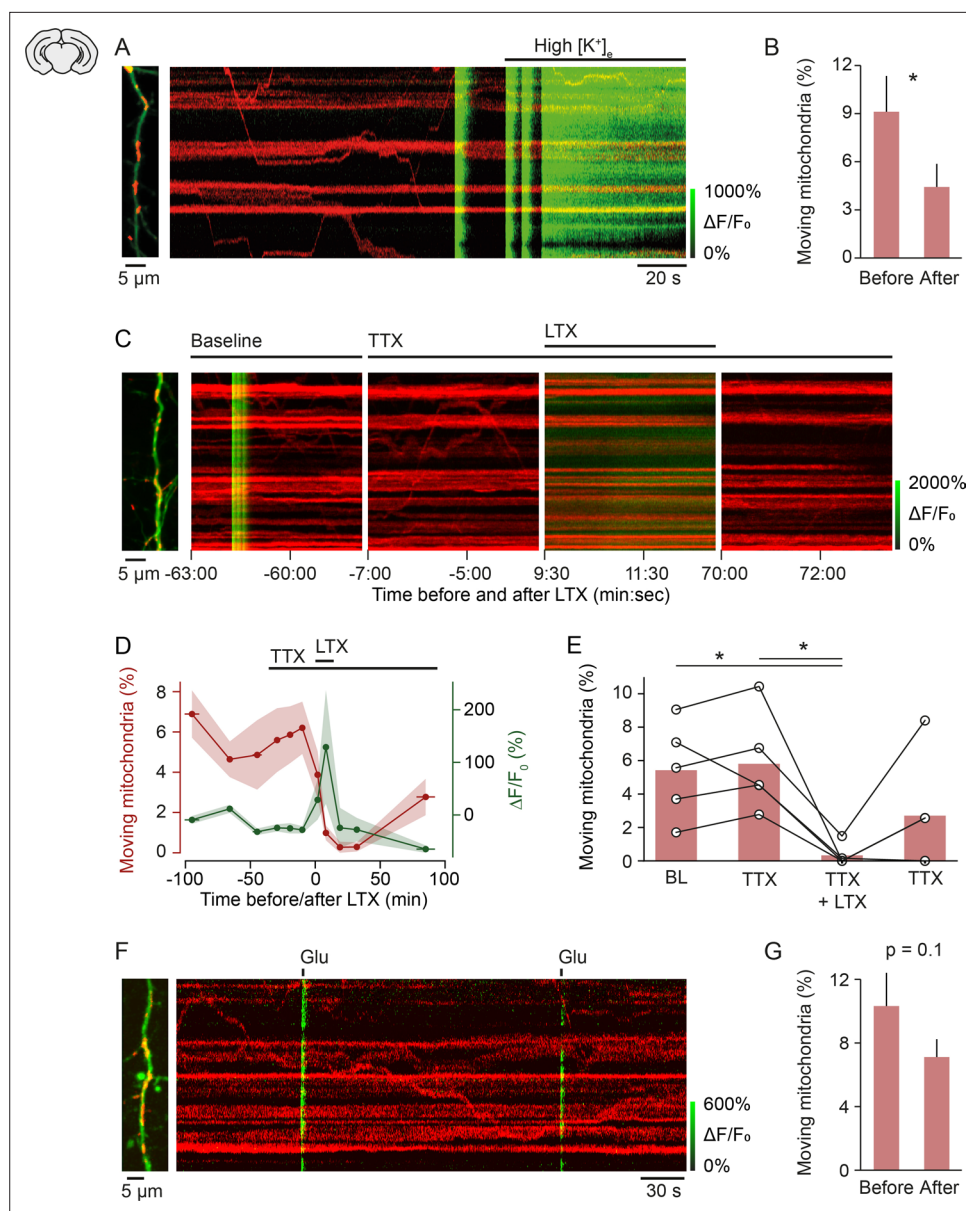 A
High [K⁺]e
1000%
ΔF/F₀
0%
5 µm
20 s
B
Moving mitochondria (%)
12
9
6
3
0
*
Before After
C
Baseline
TTX
LTX
2000%
ΔF/F₀
0%
5 µm
-63:00 -60:00 -7:00 -5:00 9:30 11:30 70:00 72:00
Time before and after LTX (min:sec)
D
TTX
LTX
Moving mitochondria (%)
8
6
4
2
0
ΔF/F₀ (%)
200
100
0
-100 -50 0 50 100
Time before/after LTX (min)
E
* *
Moving mitochondria (%)
10
8
6
4
2
0
BL TTX TTX TTX
+ LTX
F
Glu Glu
600%
ΔF/F₀
0%
5 µm
30 s
G
p = 0.1
Moving mitochondria (%)
12
8
4
0
Before After